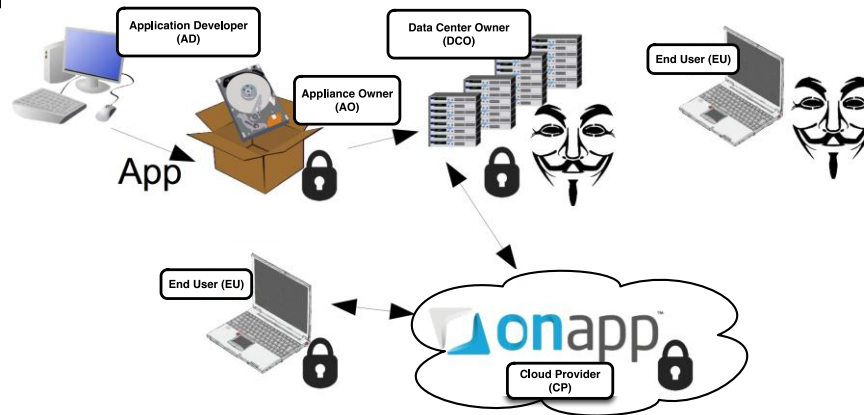 Application Developer
(AD)
Data Center Owner
(DCO)
End User (EU)
Appliance Owner
(AO)
App
End User (EU)
onapp™
Cloud Provider
(CP)